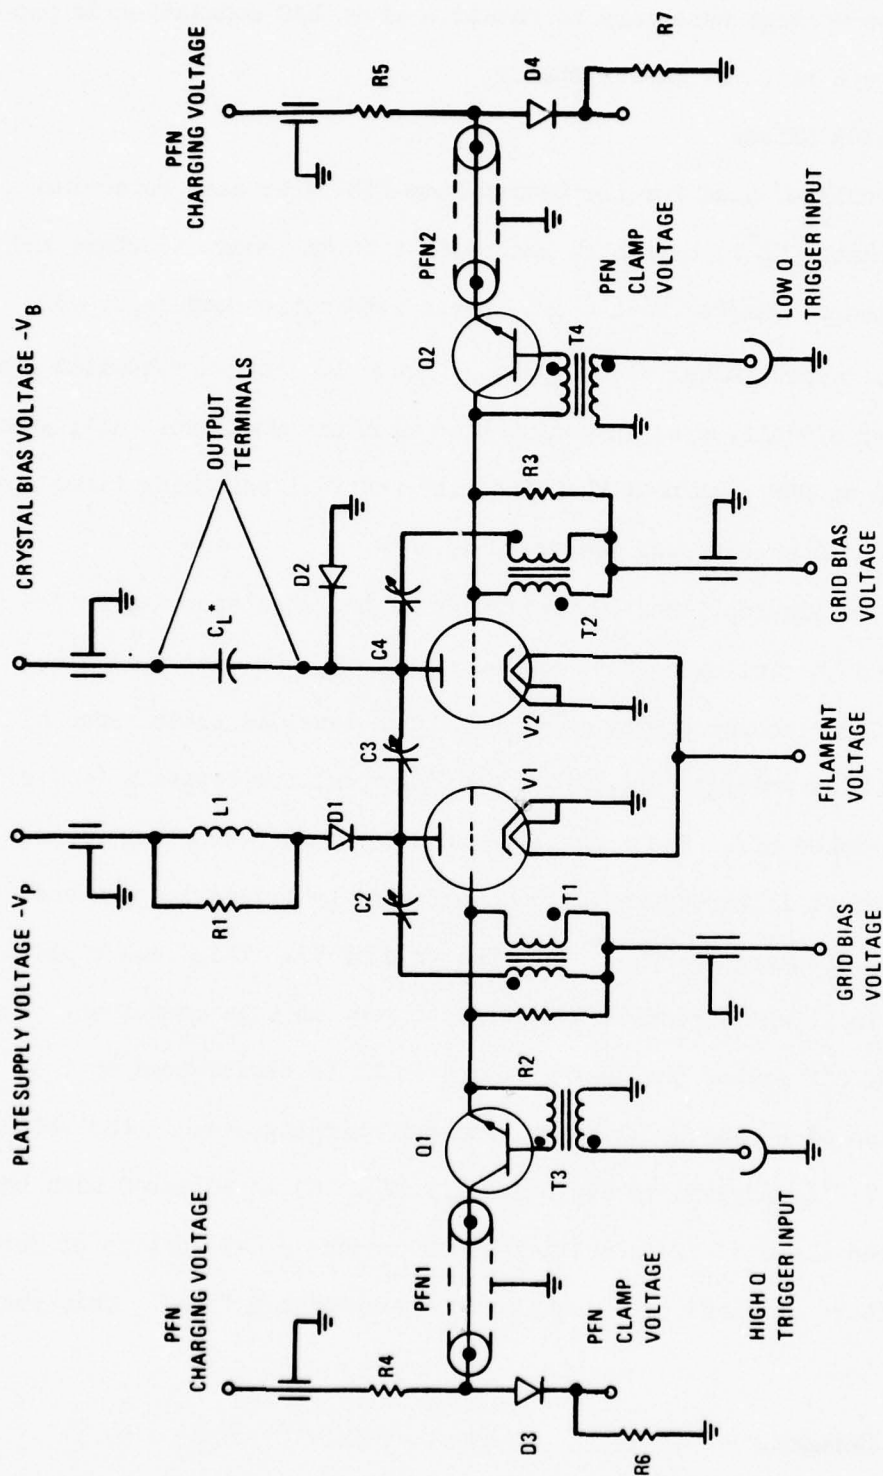 PLATE SUPPLY VOLTAGE -V_P
CRYSTAL BIAS VOLTAGE -V_B
PFN
CHARGING VOLTAGE
PFN
CHARGING VOLTAGE
OUTPUT
TERMINALS
R1
L1
C_L*
R4
R5
D1
D2
PFN1
Q1
C2
C3
C4
Q2
PFN2
D3
R2
T1
V1
V2
T2
R3
T4
D4
R6
T3
R7
PFN
CLAMP
VOLTAGE
PFN
CLAMP
VOLTAGE
HIGH Q
TRIGGER INPUT
GRID BIAS
VOLTAGE
FILAMENT
VOLTAGE
GRID BIAS
VOLTAGE
LOW Q
TRIGGER INPUT